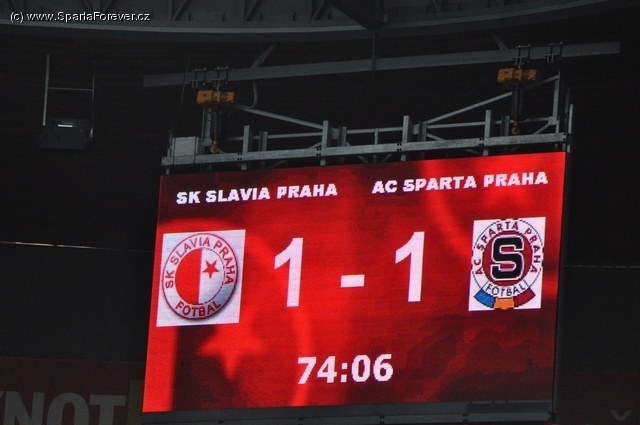 (c) www.SpartaForever.cz
SK SLAVIA PRAHA AC SPARTA PRAHA
SK SLAVIA PRAHA
FOTBAL
1 - 1
AC SPARTA PRAHA
S
FOTBAL
74:06
KNOT